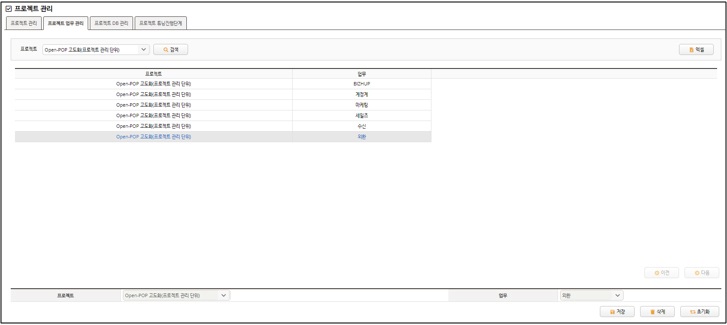 프로젝트 관리
프로젝트 관리 프로젝트 업무 관리 프로젝트 DB 관리 프로젝트 튜닝진행단계
프로젝트 Open-POP 고도화(프로젝트 관리 단위) 검색 엑셀
프로젝트 업무
Open-POP 고도화(프로젝트 관리 단위)
Open-POP 고도화(프로젝트 관리 단위) 계정계
Open-POP 고도화(프로젝트 관리 단위) 마케팅
Open-POP 고도화(프로젝트 관리 단위) 세일즈
Open-POP 고도화(프로젝트 관리 단위) 수신
Open-POP 고도화(프로젝트 관리 단위) 외환
이전 다음
프로젝트 Open-POP 고도화(프로젝트 관리 단위) 업무 외환
저장 삭제 초기화